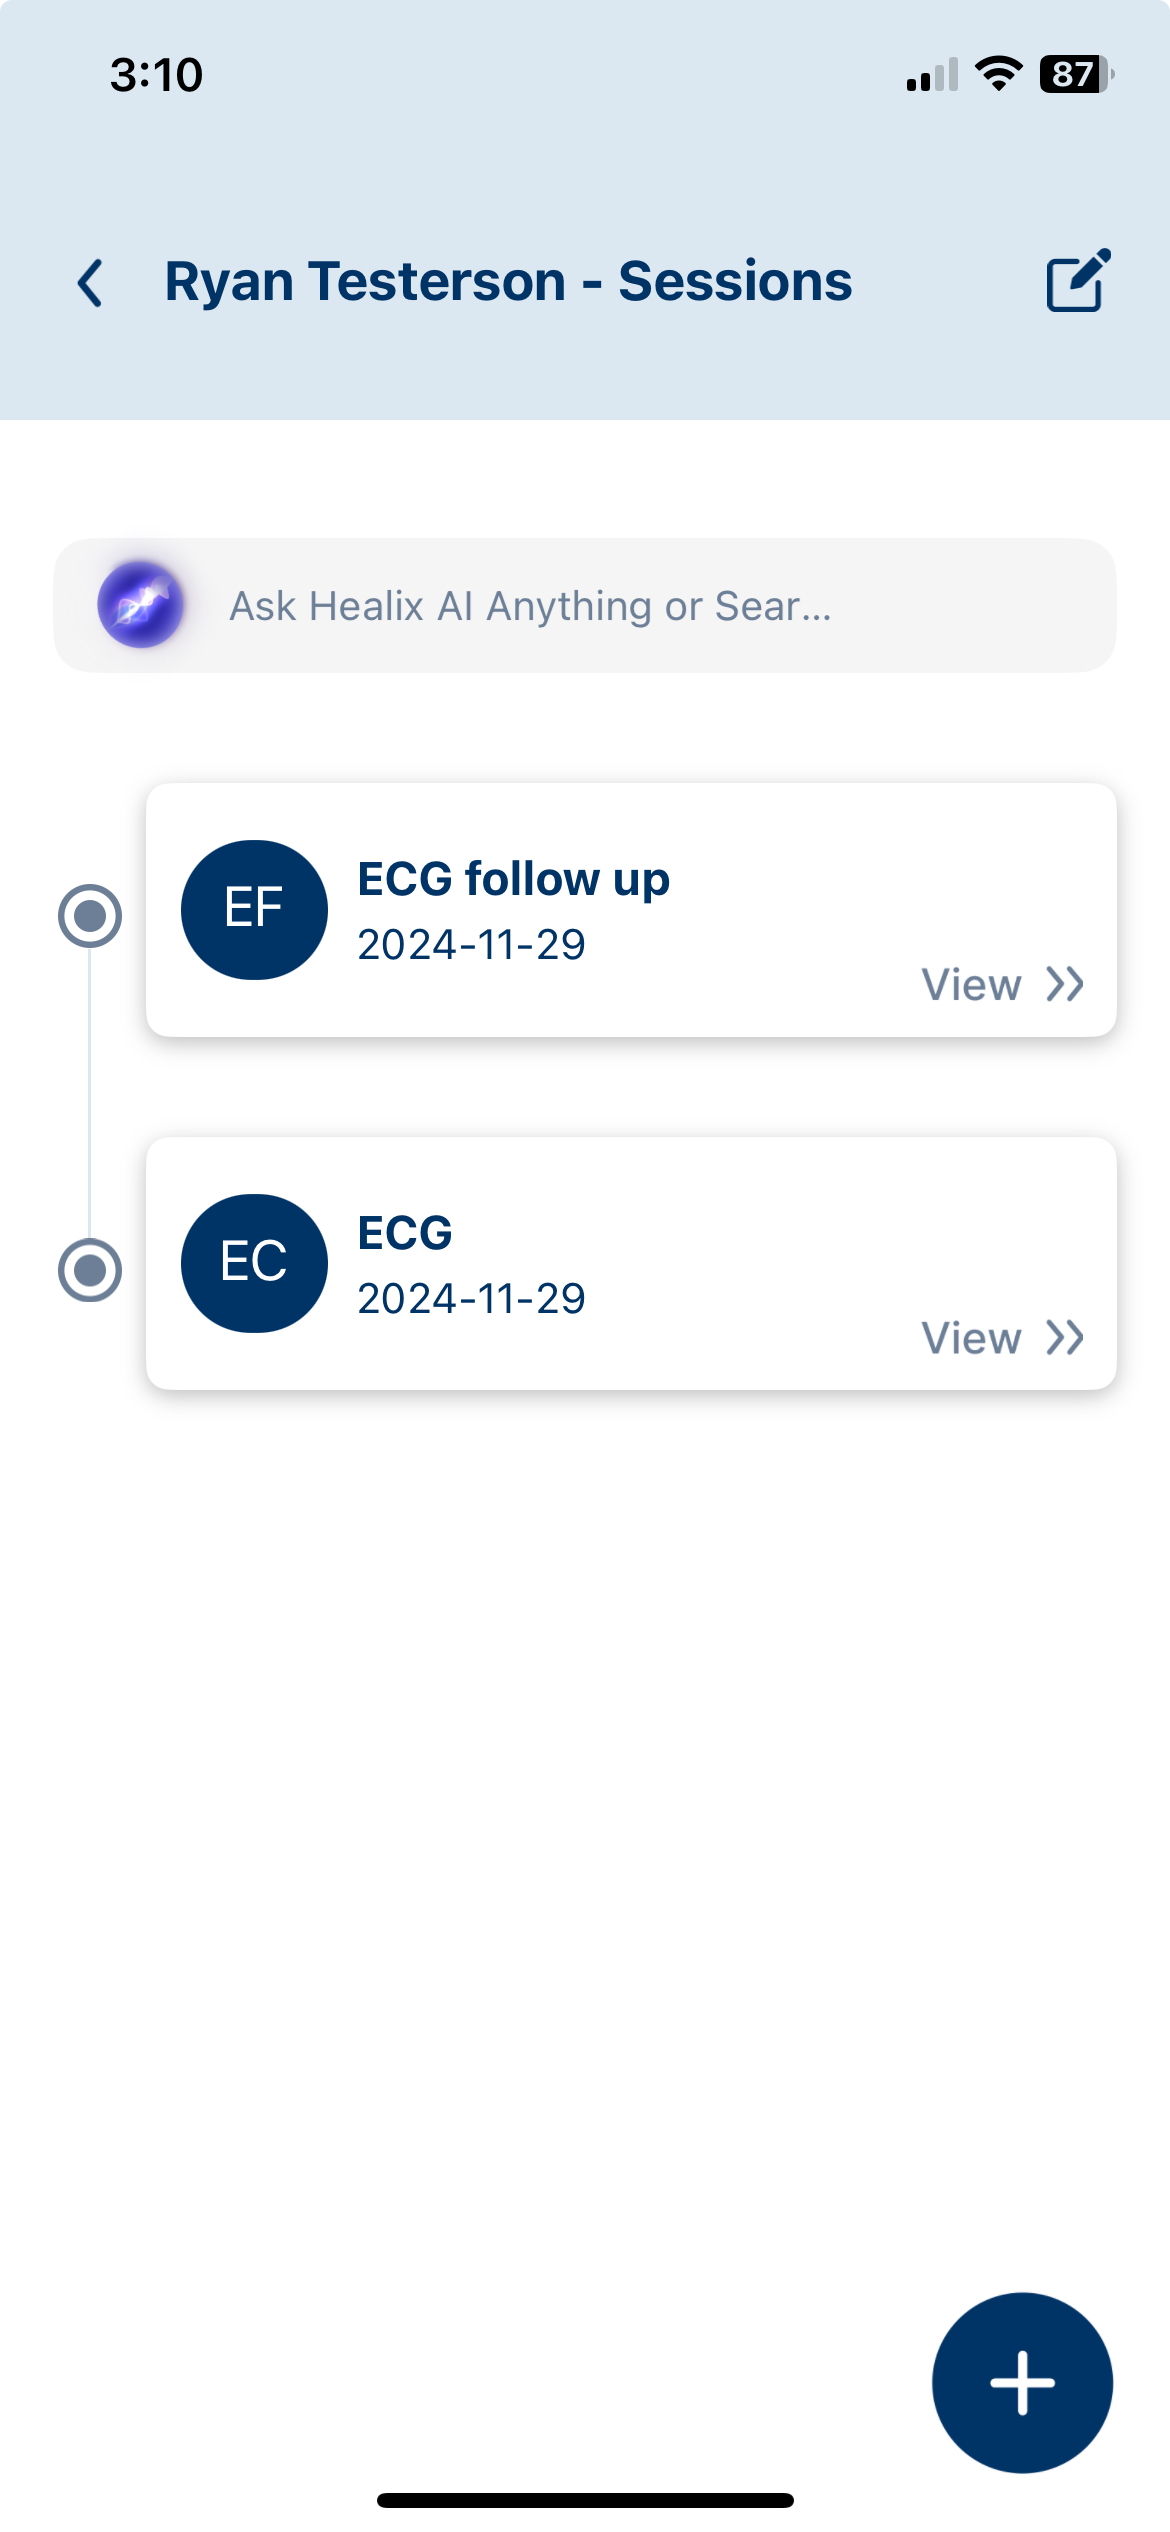 3:10
87
Ryan Testerson - Sessions
Ask Healix AI Anything or Sear...
EF
ECG follow up
2024-11-29
View
EC
ECG
2024-11-29
View